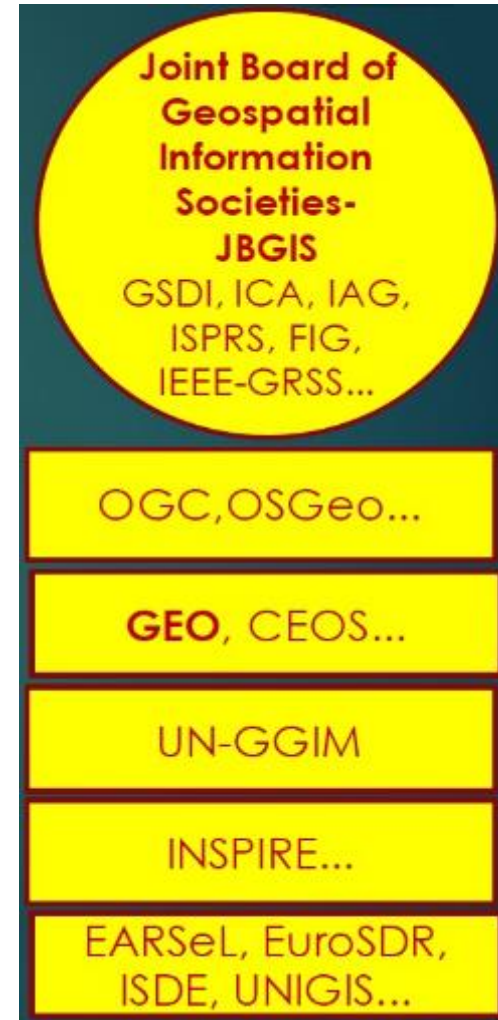 Joint Board of
Geospatial
Information
Societies-
JBGIS
GSDI, ICA, IAG,
ISPRS, FIG,
IEEE-GRSS...
OGC,OSGeo...
GEO, CEOS...
UN-GGIM
INSPIRE...
EARSeL, EuroSDR,
ISDE, UNIGIS...